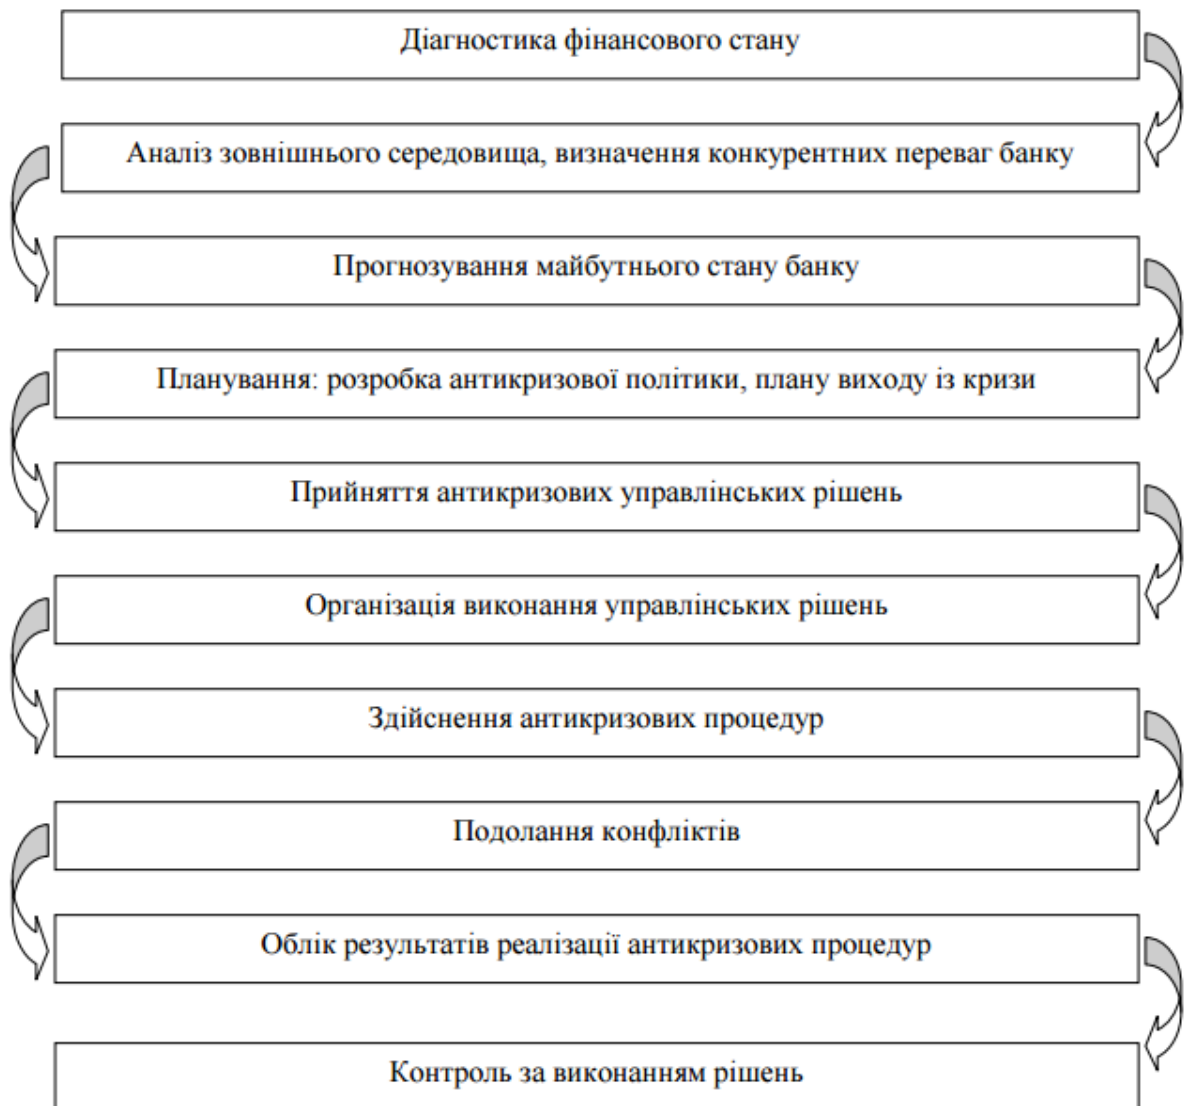 Діагностика фінансового стану
Аналіз зовнішнього середовища, визначення конкурентних переваг банку
Прогнозування майбутнього стану банку
Планування: розробка антикризової політики, плану виходу із кризи
Прийняття антикризових управлінських рішень
Організація виконання управлінських рішень
Здійснення антикризових процедур
Подолання конфліктів
Облік результатів реалізації антикризових процедур
Контроль за виконанням рішень